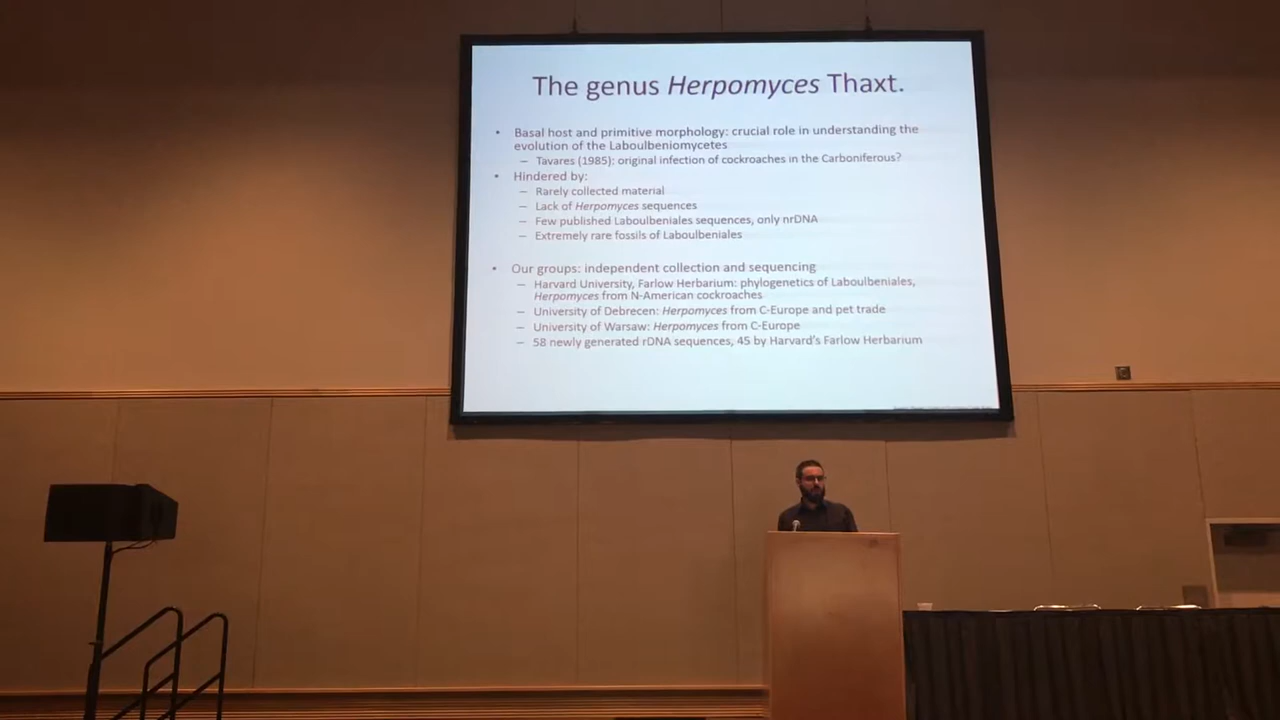 The genus Herpomyces Thaxt.
• Basal host and primitive morphology: crucial role in understanding the
evolution of the Laboulbeniomycetes
– Tavares (1985): original infection of cockroaches in the Carboniferous?
• Hindered by:
– Rarely collected material
– Lack of Herpomyces sequences
– Few published Laboulbeniales sequences, only nrDNA
– Extremely rare fossils of Laboulbeniales
• Our groups: independent collection and sequencing
– Harvard University, Farlow Herbarium: phylogenetics of Laboulbeniales,
Herpomyces from N-American cockroaches
– University of Debrecen: Herpomyces from C-Europe and pet trade
– University of Warsaw: Herpomyces from C-Europe
– 58 newly generated rDNA sequences, 45 by Harvard's Farlow Herbarium